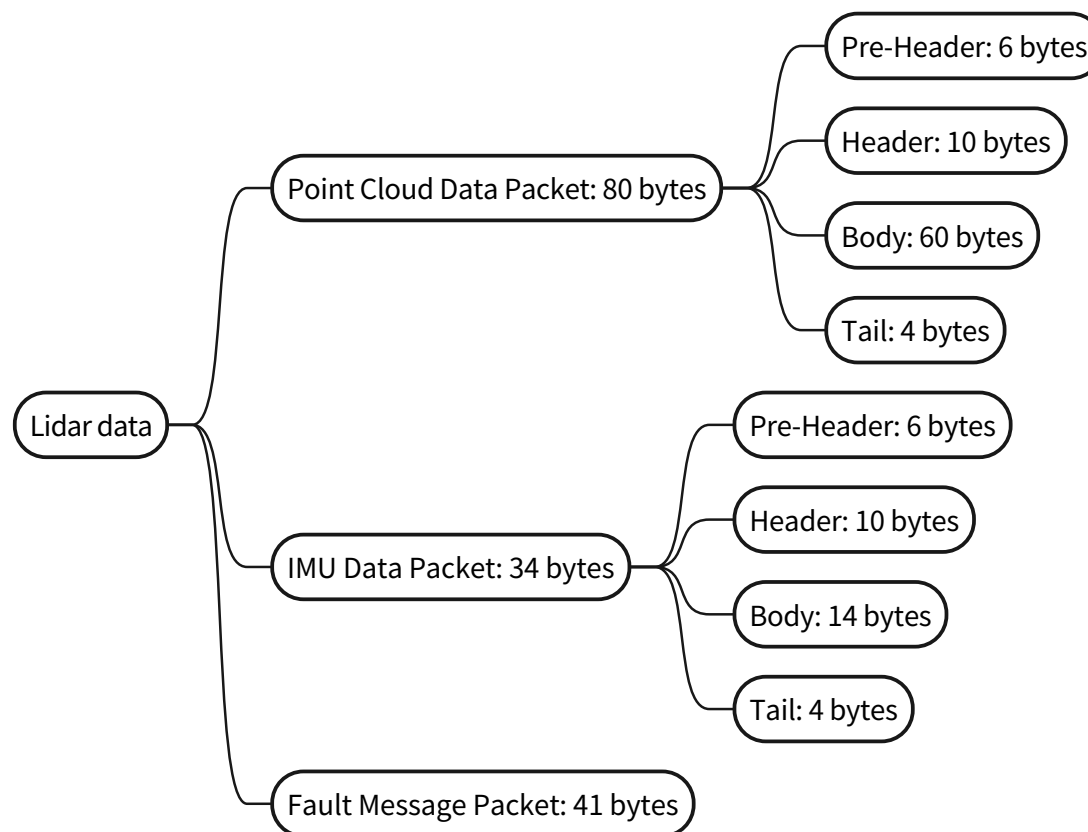 Lidar data
Point Cloud Data Packet: 80 bytes
Pre-Header: 6 bytes
Header: 10 bytes
Body: 60 bytes
Tail: 4 bytes
IMU Data Packet: 34 bytes
Pre-Header: 6 bytes
Header: 10 bytes
Body: 14 bytes
Tail: 4 bytes
Fault Message Packet: 41 bytes